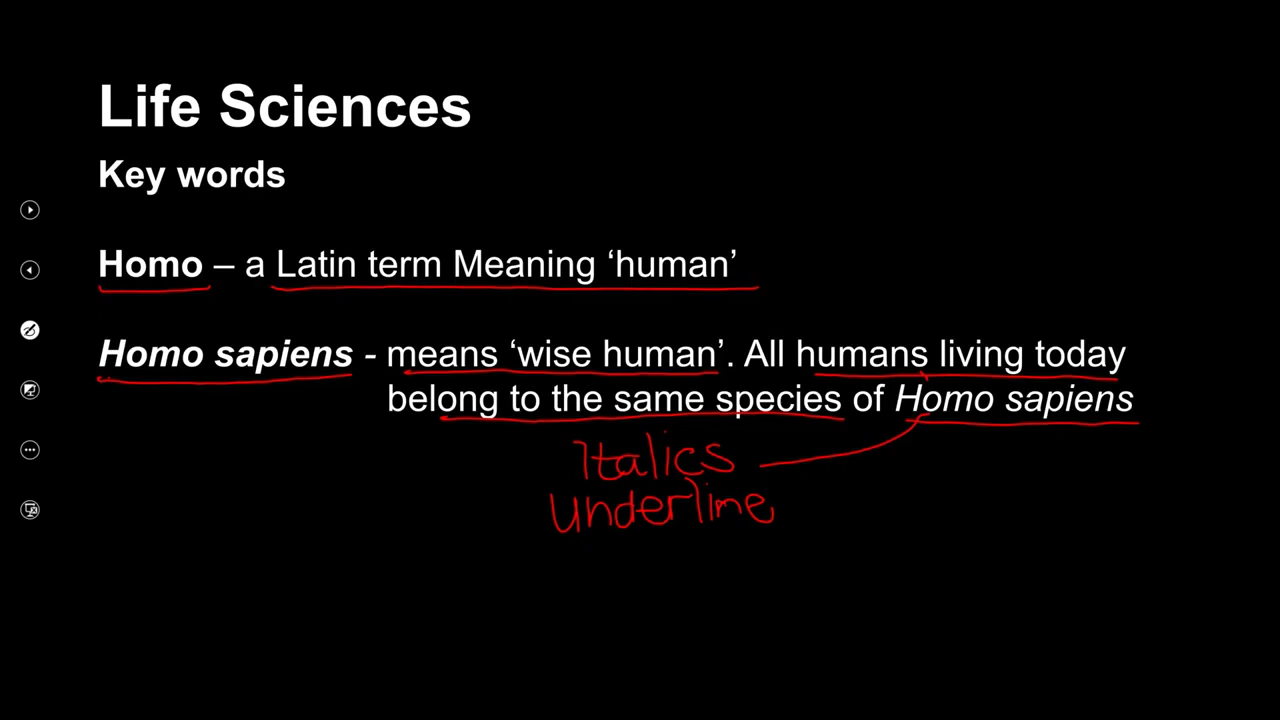 Life Sciences
Key words
Homo – a Latin term Meaning ‘human’
Homo sapiens - means ‘wise human’. All humans living today
belong to the same species of Homo sapiens
Italics
underline